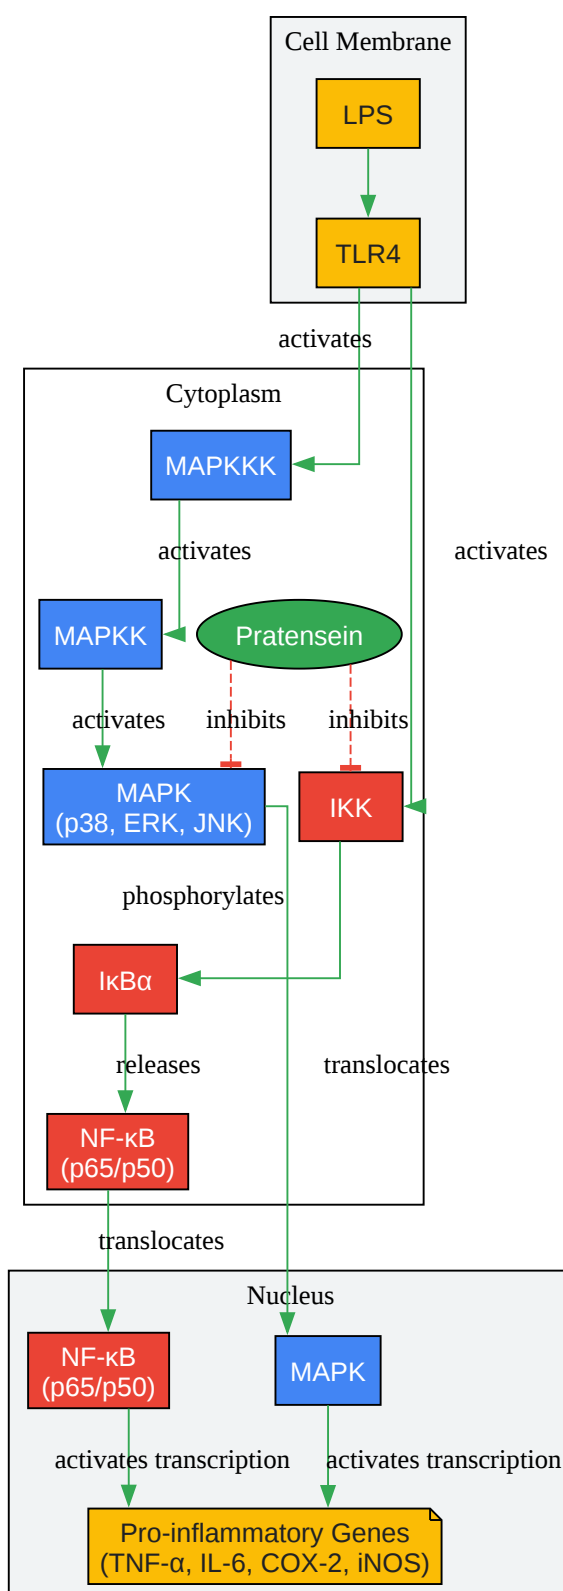 Cell Membrane
LPS
TLR4
activates
Cytoplasm
MAPKKK
activates
activates
MAPKK
Pratensein
activates
inhibits
inhibits
MAPK
(p38, ERK, JNK)
IKK
phosphorylates
IκBα
releases
translocates
NF-κB
(p65/p50)
translocates
Nucleus
NF-κB
(p65/p50)
MAPK
activates transcription
activates transcription
Pro-inflammatory Genes
(TNF-α, IL-6, COX-2, iNOS)